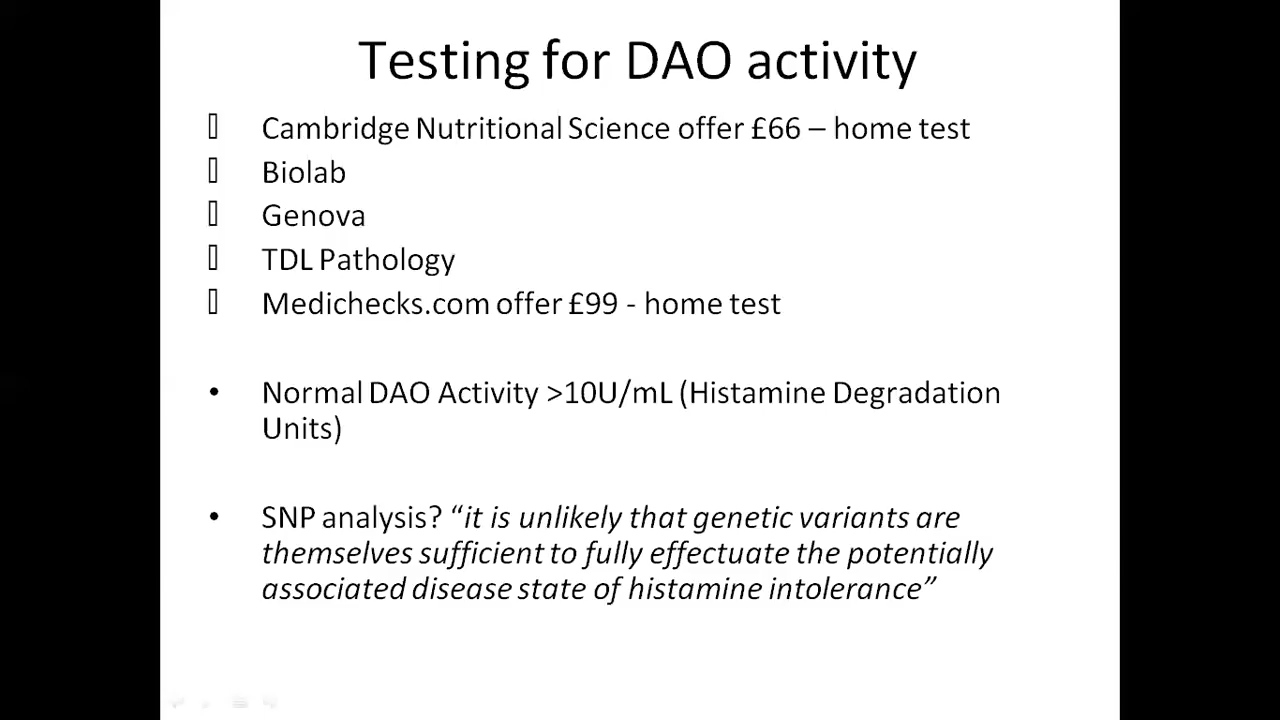 Testing for DAO activity
Cambridge Nutritional Science offer £66 – home test
Biolab
Genova
TDL Pathology
Medichecks.com offer £99 - home test
• Normal DAO Activity >10U/mL (Histamine Degradation
Units)
• SNP analysis? “it is unlikely that genetic variants are
themselves sufficient to fully effectuate the potentially
associated disease state of histamine intolerance”